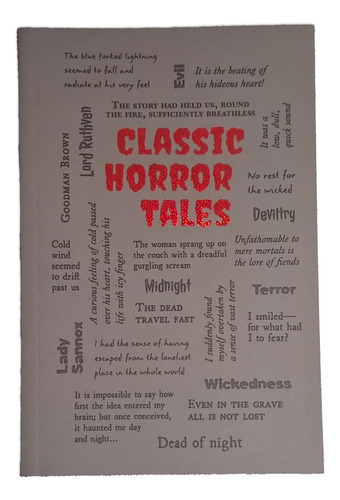 The blue forked lightning
seemed to fall and
radiate at his very feet
Evil
It is the beating of
his hideous heart!
THE STORY HAD HELD US, ROUND
THE FIRE, SUFFICIENTLY BREATHLESS
GOODMAN BROWN
Lord Ruthven
CLASSIC
HORROR
TALES
It was a
low, dull,
quick sound
No rest for
the wicked
Deviltry
Cold
wind
seemed to
drift past
us
A curious feeling of cold passed
over his heart, touching his
life with icy finger
The woman sprang up on
the couch with a dreadful
gurgling scream
Unfathomable to
mere mortals is
the lore of fiends
Midnight
THE DEAD
TRAVEL FAST
I suddenly found
myself overtaken by
a sense of vast terror
Terror
I smiled—
for what had
I to fear?
Lady
Sannox
I had the sense of having
escaped from the loneliest
place in the whole world
Wickedness
It is impossible to say how
first the idea entered my
brain; but once conceived,
it haunted me day
and night...
EVEN IN THE GRAVE
ALL IS NOT LOST
Dead of night